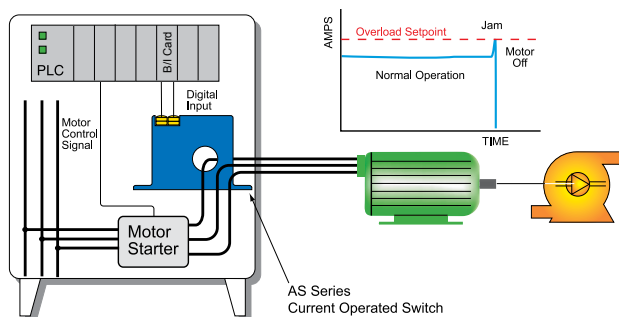 PLC
B/I Card
Digital
Input
Motor
Control
Signal
Motor
Starter
AS Series
Current Operated Switch
AMPS
Overload Setpoint
Jam
Motor
Off
Normal Operation
TIME